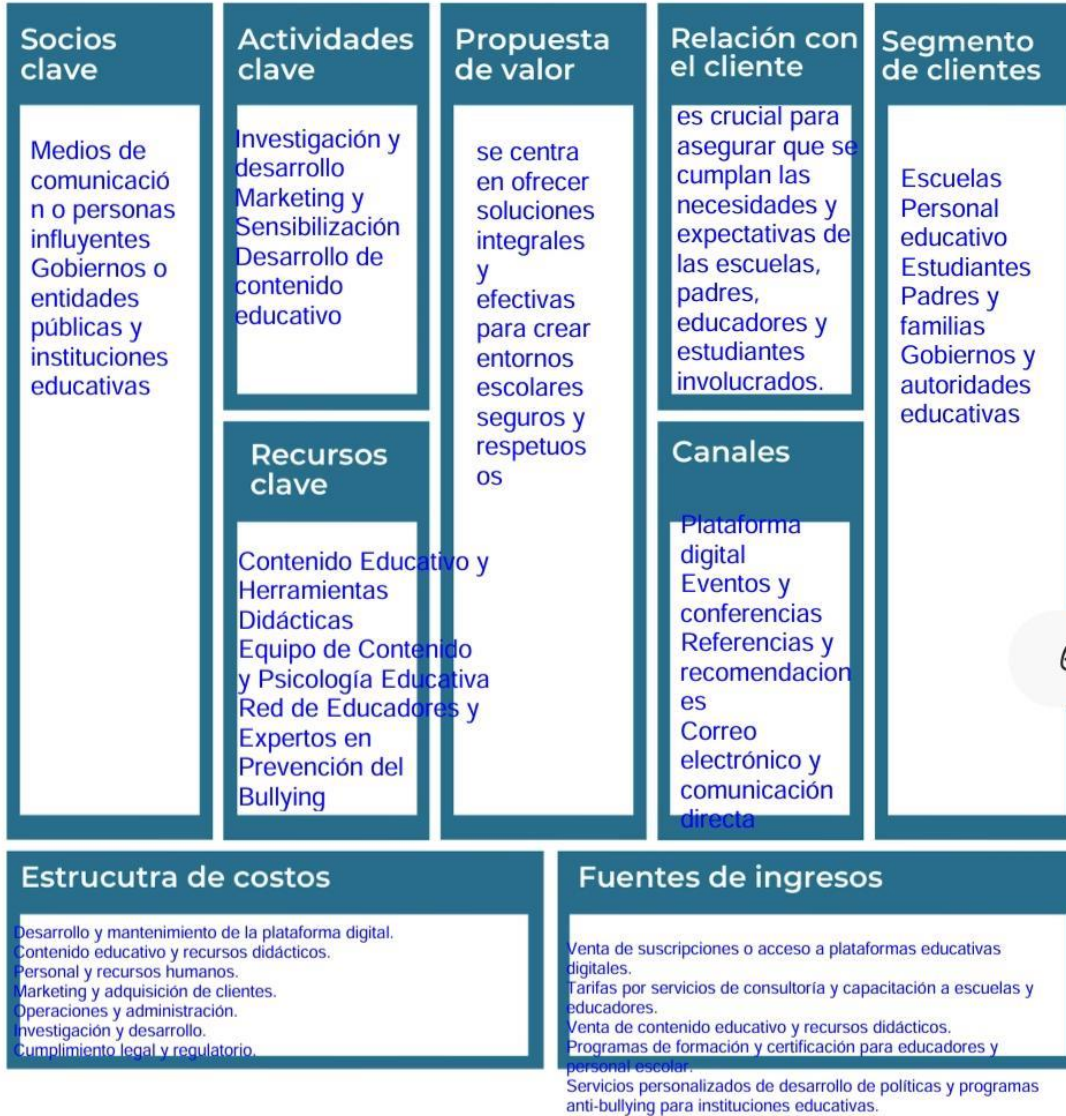 Socios
clave
Medios de
comunicació
n o personas
influyentes
Gobiernos o
entidades
públicas y
instituciones
educativas
Actividades
clave
Investigación y
desarrollo
Marketing y
Sensibilización
Desarrollo de
contenido
educativo
Recursos
clave
Contenido Educativo y
Herramientas
Didácticas
Equipo de Contenido
y Psicología Educativa
Red de Educadores y
Expertos en
Prevención del
Bullying
Propuesta
de valor
se centra
en ofrecer
soluciones
integrales
y
efectivas
para crear
entornos
escolares
seguros y
respetuos
os
Relación con
el cliente
es crucial para
asegurar que se
cumplan las
necesidades y
expectativas de
las escuelas,
padres,
educadores y
estudiantes
involucrados.
Canales
Plataforma
digital
Eventos y
conferencias
Referencias y
recomendacion
es
Correo
electrónico y
comunicación
directa
Segmento
de clientes
Escuelas
Personal
educativo
Estudiantes
Padres y
familias
Gobiernos y
autoridades
educativas
Estrucutra de costos
Desarrollo y mantenimiento de la plataforma digital.
Contenido educativo y recursos didácticos.
Personal y recursos humanos.
Marketing y adquisición de clientes.
Operaciones y administración.
Investigación y desarrollo.
Cumplimiento legal y regulatorio.
Fuentes de ingresos
Venta de suscripciones o acceso a plataformas educativas
digitales.
Tarifas por servicios de consultoría y capacitación a escuelas y
educadores.
Venta de contenido educativo y recursos didácticos.
Programas de formación y certificación para educadores y
personal escolar.
Servicios personalizados de desarrollo de políticas y programas
anti-bullying para instituciones educativas.